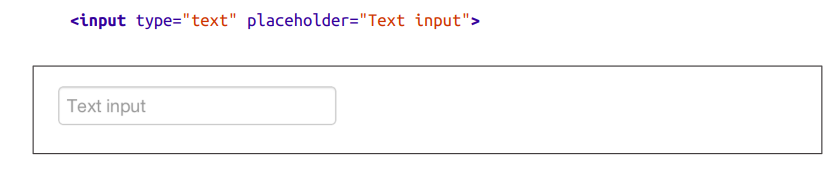 <input type="text" placeholder="Text input">
Text input